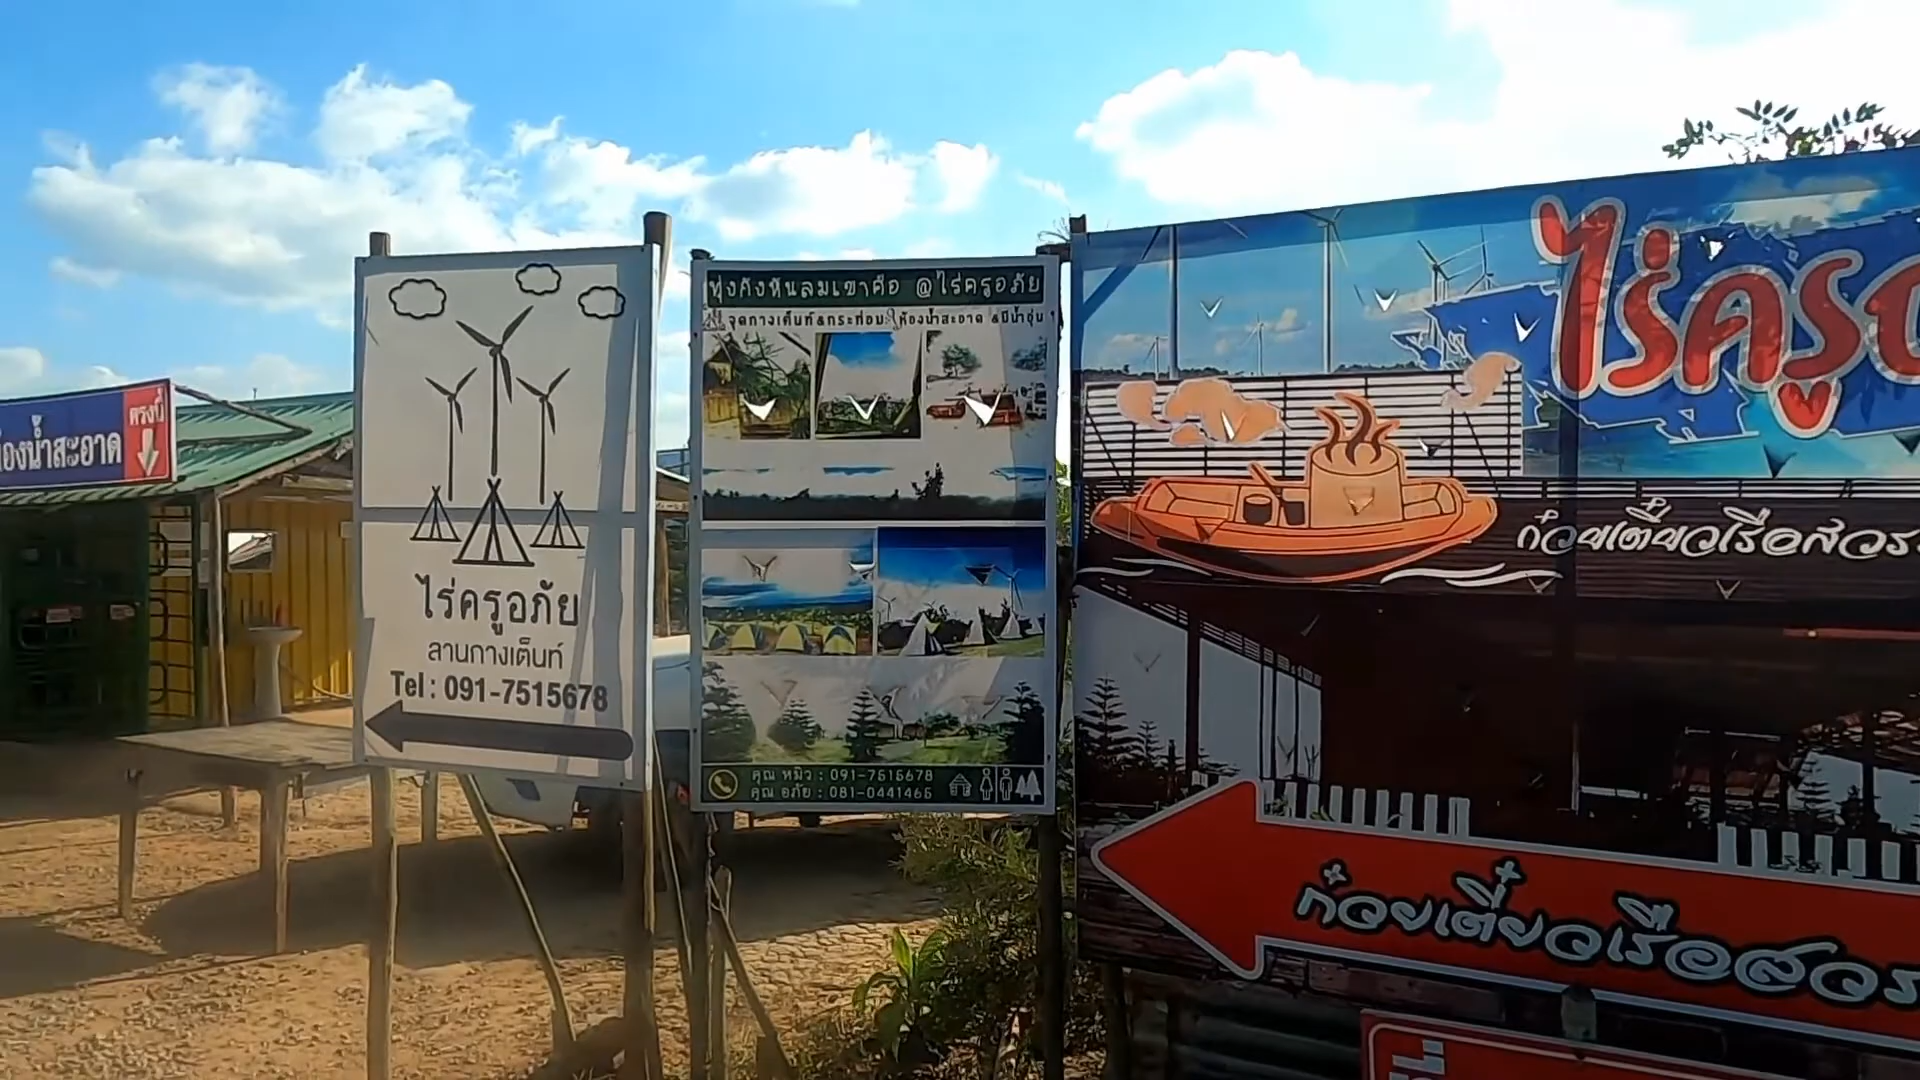 ห้องน้ำสะอาด
ตรงนี้
ไร่ครูอภัย
ลานกางเต็นท์
Tel : 091-7515678
ทุ่งกังหันลมเขาค้อ @ไร่ครูอภัย
จุดกางเต็นท์&กระท่อม ห้องน้ำสะอาด &มีน้ำอุ่น
คุณ หมิว : 091-7515678
คุณ อภัย : 081-0441465
ไร่ครู
ก๋วยเตี๋ยวเรือสวร
ก๋วยเตี๋ยวเรือสวร